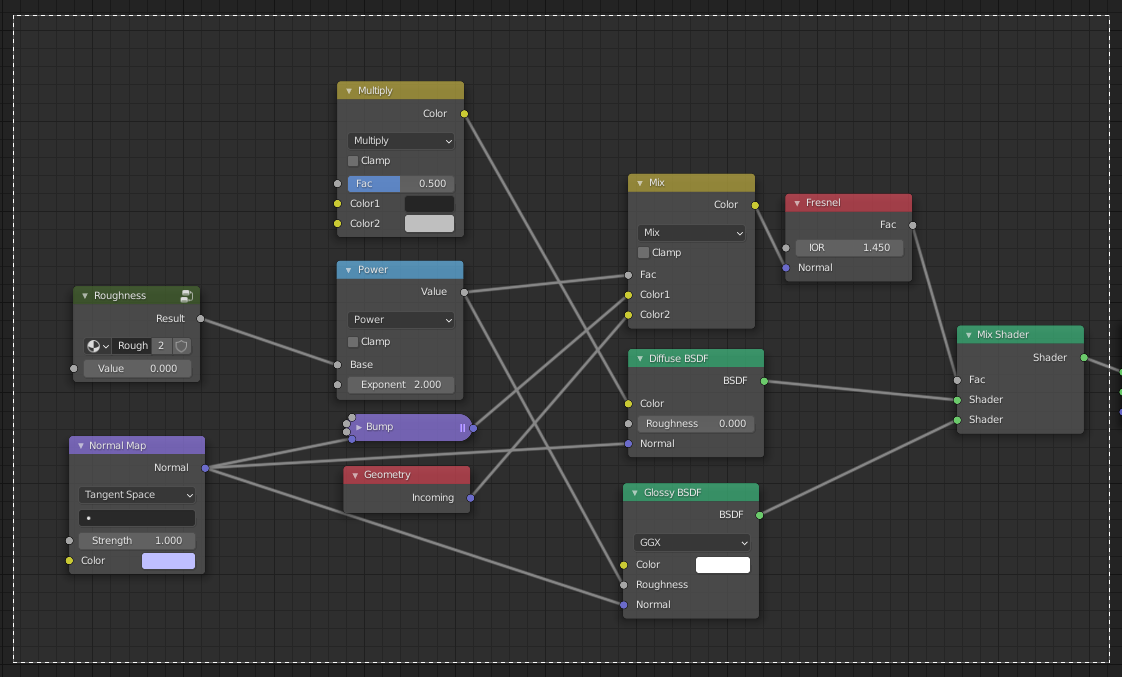 Multiply
Color
Multiply
Clamp
Fac 0.500
Color1
Color2
Power
Value
Power
Clamp
Base
Exponent 2.000
Roughness
Result
Rough 2
Value 0.000
Bump
Normal Map
Normal
Tangent Space
Strength 1.000
Color
Geometry
Incoming
Mix
Color
Mix
Clamp
Fac
Color1
Color2
Fresnel
Fac
IOR 1.450
Normal
Diffuse BSDF
BSDF
Color
Roughness 0.000
Normal
Glossy BSDF
BSDF
GGX
Color
Roughness
Normal
Mix Shader
Shader
Fac
Shader
Shader